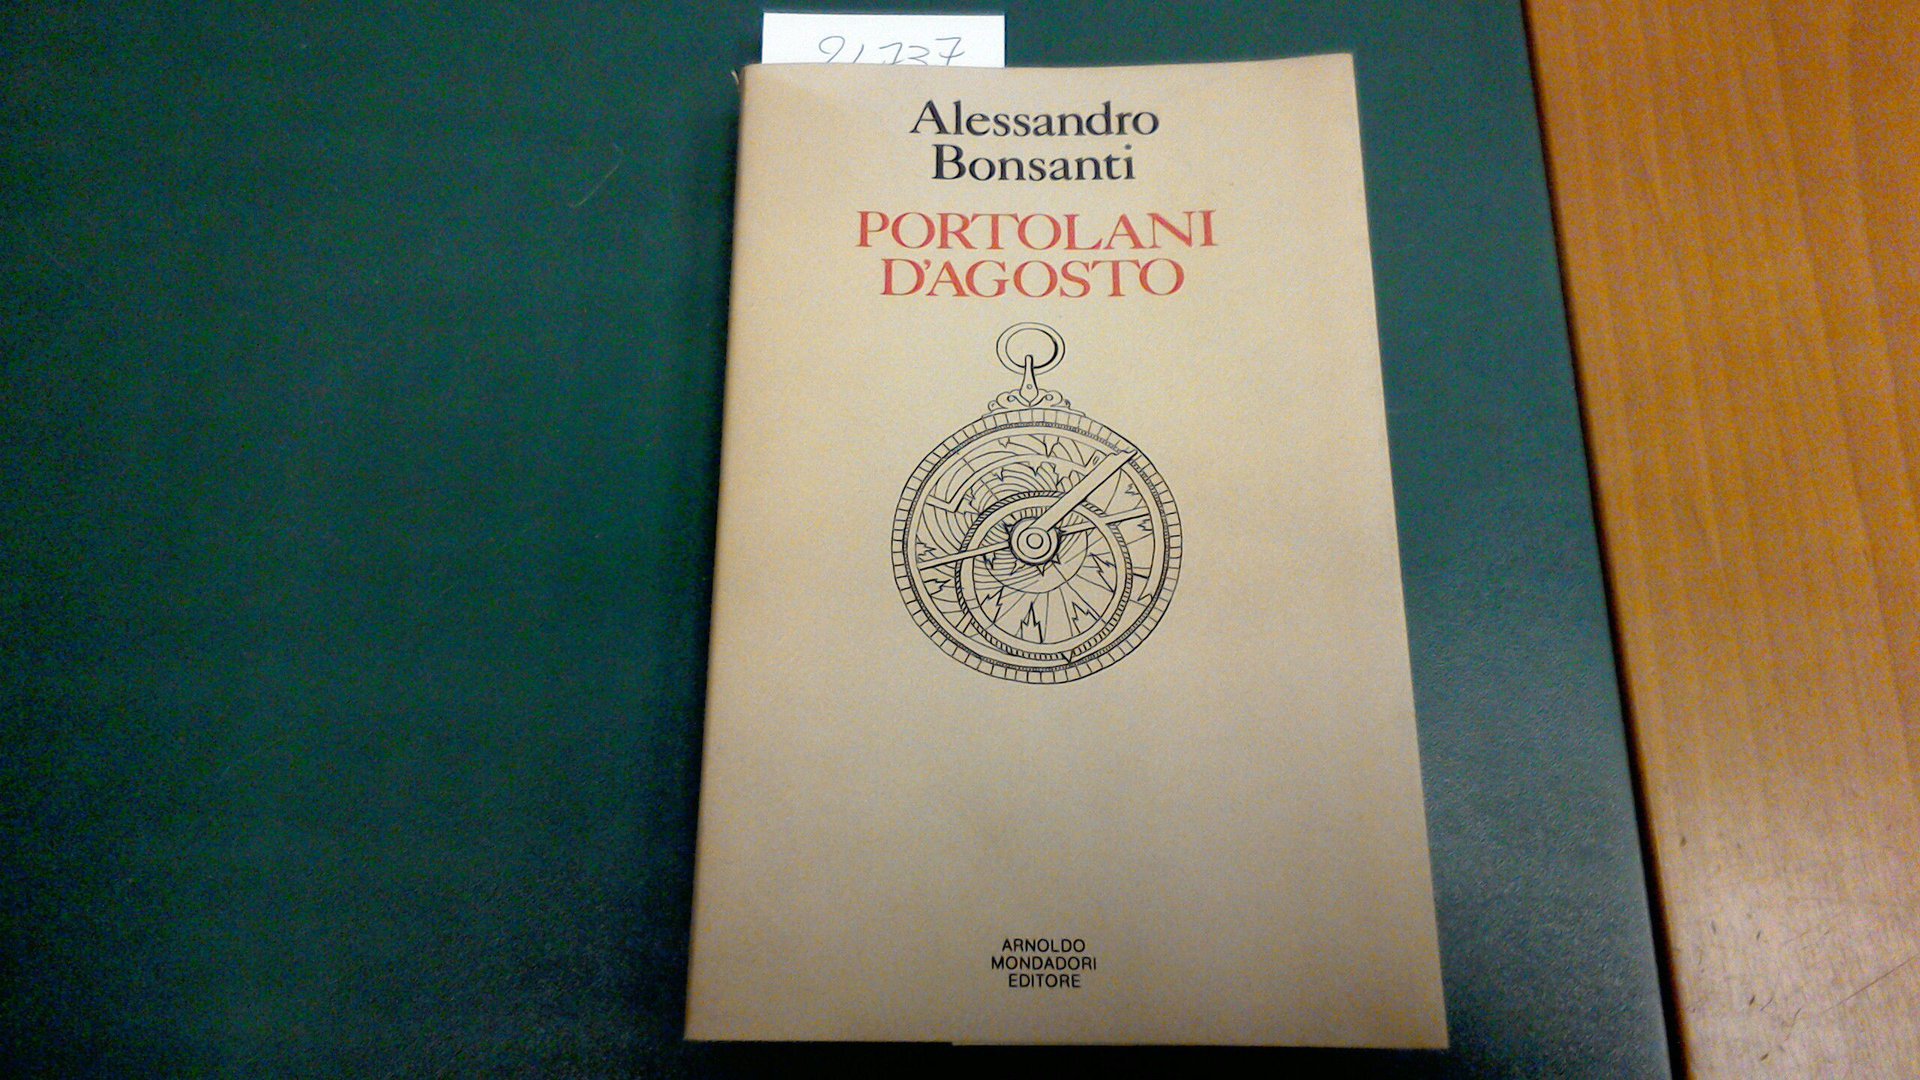 Alessandro
Bonsanti
PORTOLANI
D'AGOSTO
ARNOLDO
MONDADORI
EDITORE